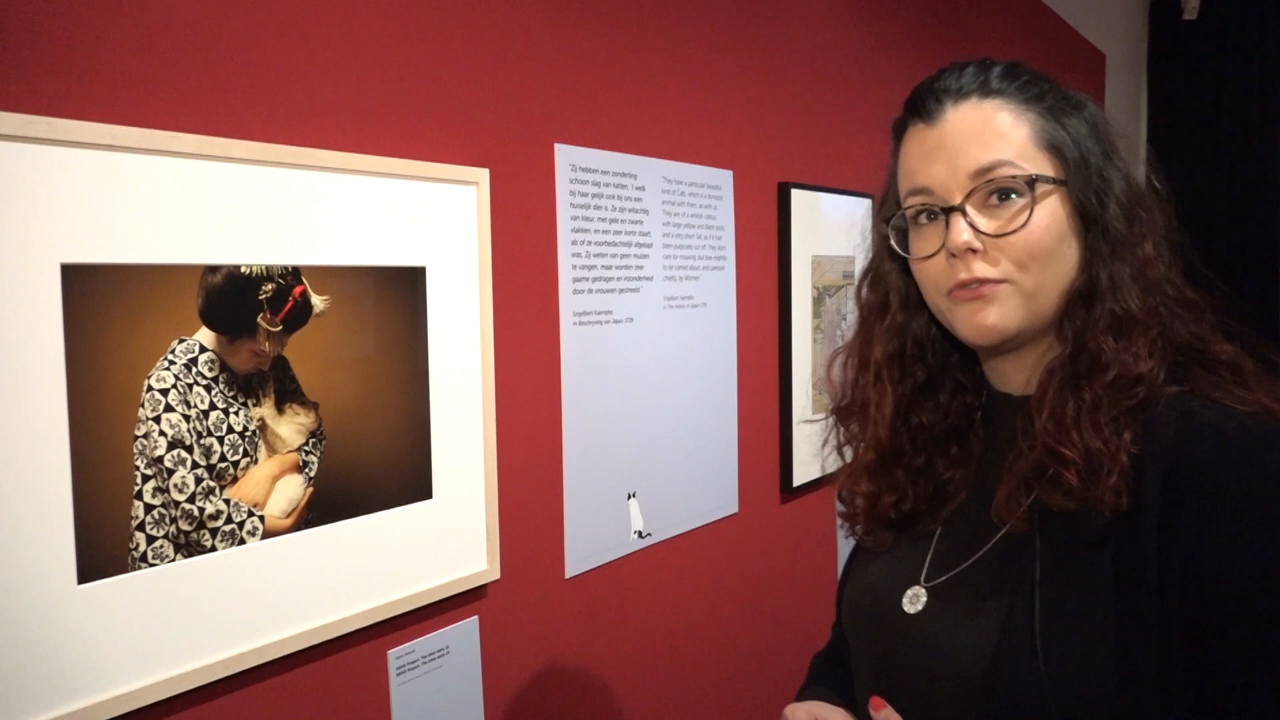 "Zij hebben een zonderling
schoon slag van katten, 't welk
bij haar gelijk ook bij ons een
huiselijk dier is. Ze zijn witachtig
van kleur, met gele en zwarte
vlakken, en een zeer korte staart,
als of ze voorbedachtelijk afgekapt
was. Zij weten van geen muizen
te vangen, maar worden zeer
gaarne gedragen en inzonderheid
door de vrouwen gestreeld."
Engelbert Kaempfer
in Beschryving van Japan, 1729
"They have a particular beautiful
kind of Cats, which is a domestic
animal with them, as with us.
They are of a whitish colour,
with large yellow and black spots,
and a very short Tail, as if it had
been purposely cut off. They don't
care for mousing, but love mightily
to be carried about, and caressed
chiefly, by Women"
Engelbert Kaempfer
in The History of Japan